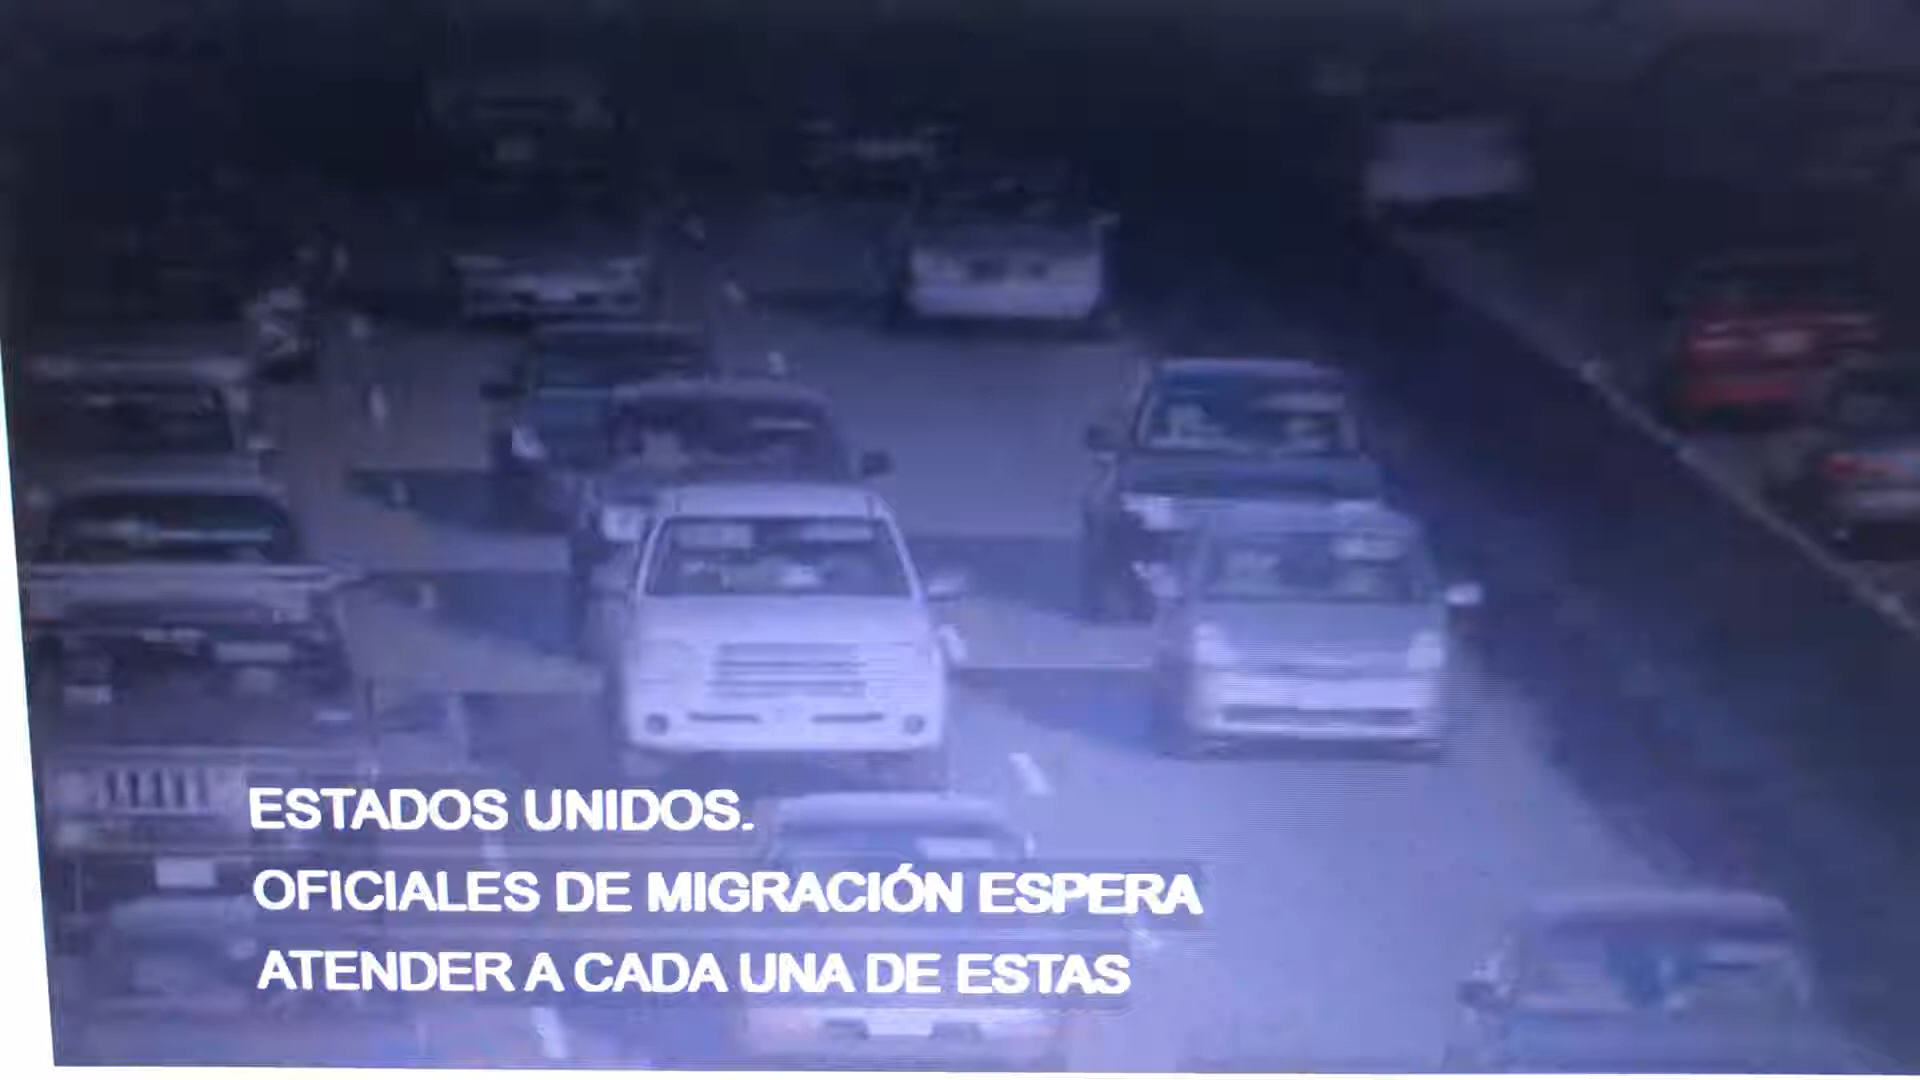 ESTADOS UNIDOS.
OFICIALES DE MIGRACIÓN ESPERA
ATENDER A CADA UNA DE ESTAS